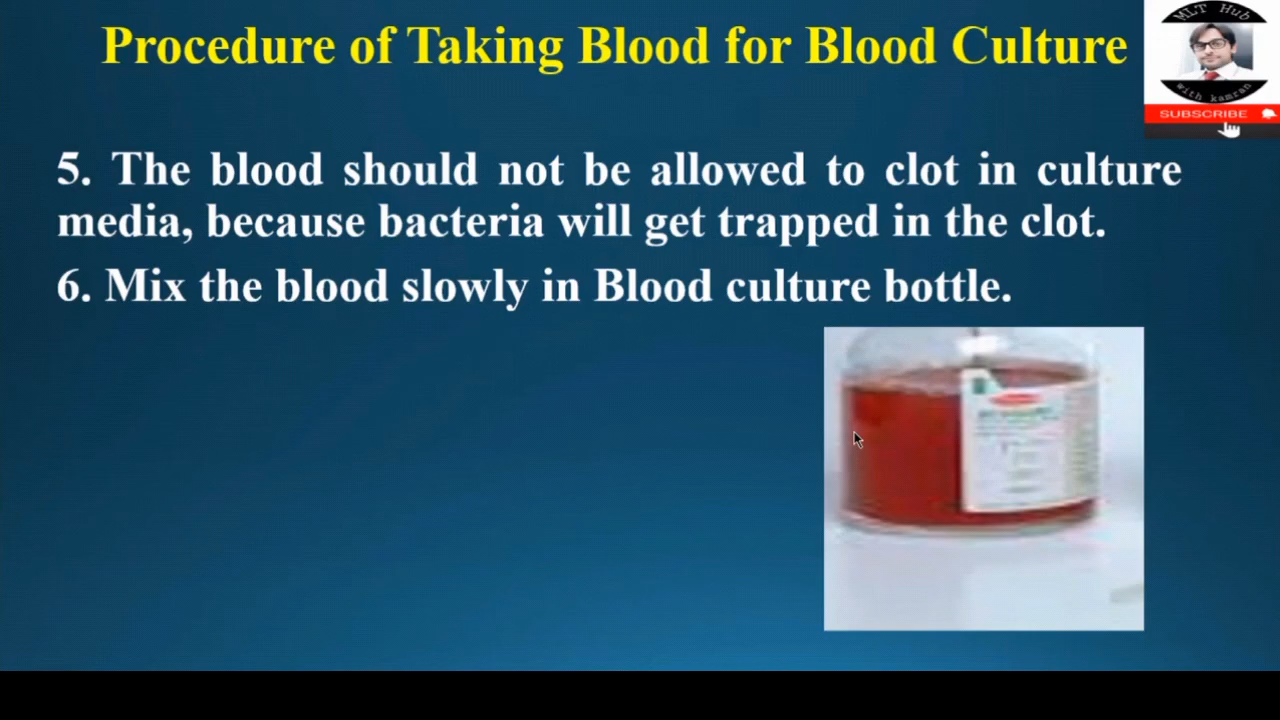 Procedure of Taking Blood for Blood Culture
MLT Hub
with kamran
SUBSCRIBE
5. The blood should not be allowed to clot in culture
media, because bacteria will get trapped in the clot.
6. Mix the blood slowly in Blood culture bottle.